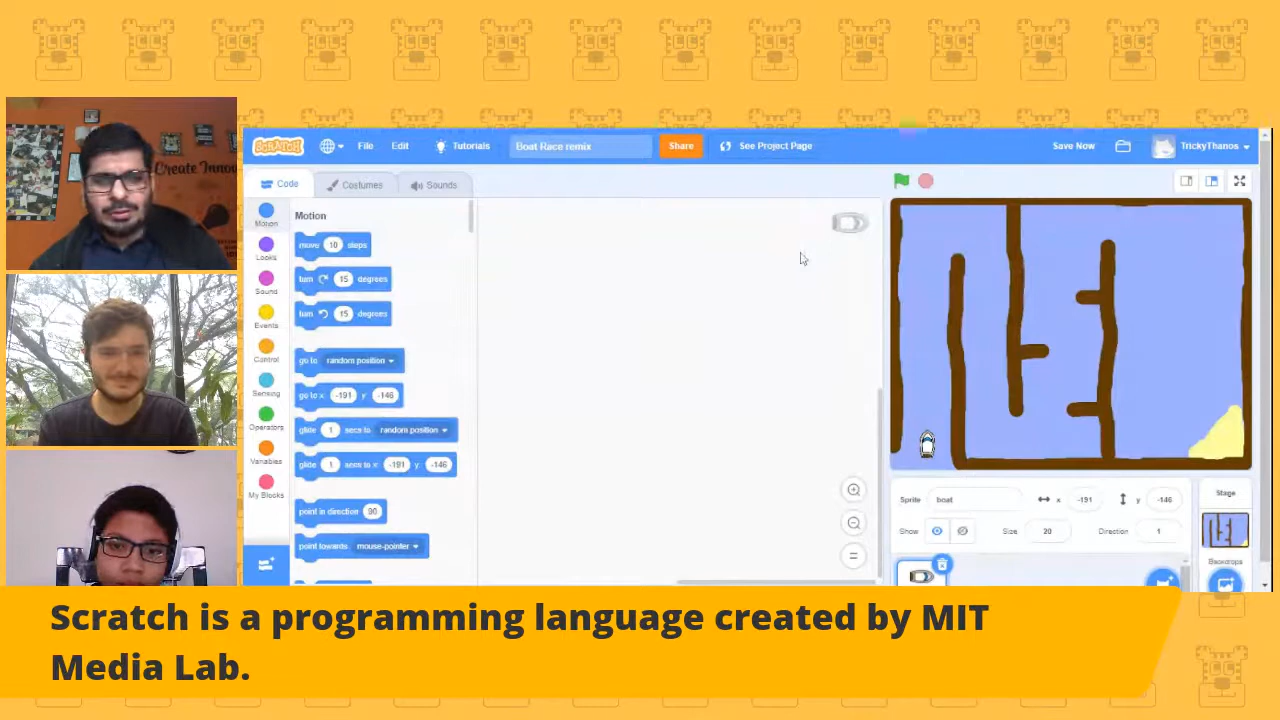 Create Innov
SCRATCH
File
Edit
Tutorials
Boat Race remix
Share
See Project Page
Save Now
TrickyThanos
Code
Costumes
Sounds
Motion
Looks
Sound
Events
Control
Sensing
Operators
Variables
My Blocks
Motion
move 10 steps
turn 15 degrees
turn 15 degrees
go to random position
go to x: -191 y: -146
glide 1 secs to random position
glide 1 secs to x: -191 y: -146
point in direction 90
point towards mouse-pointer
Sprite boat x -191 y -146
Show Size 20 Direction 1
Stage
Backdrops
Scratch is a programming language created by MIT
Media Lab.